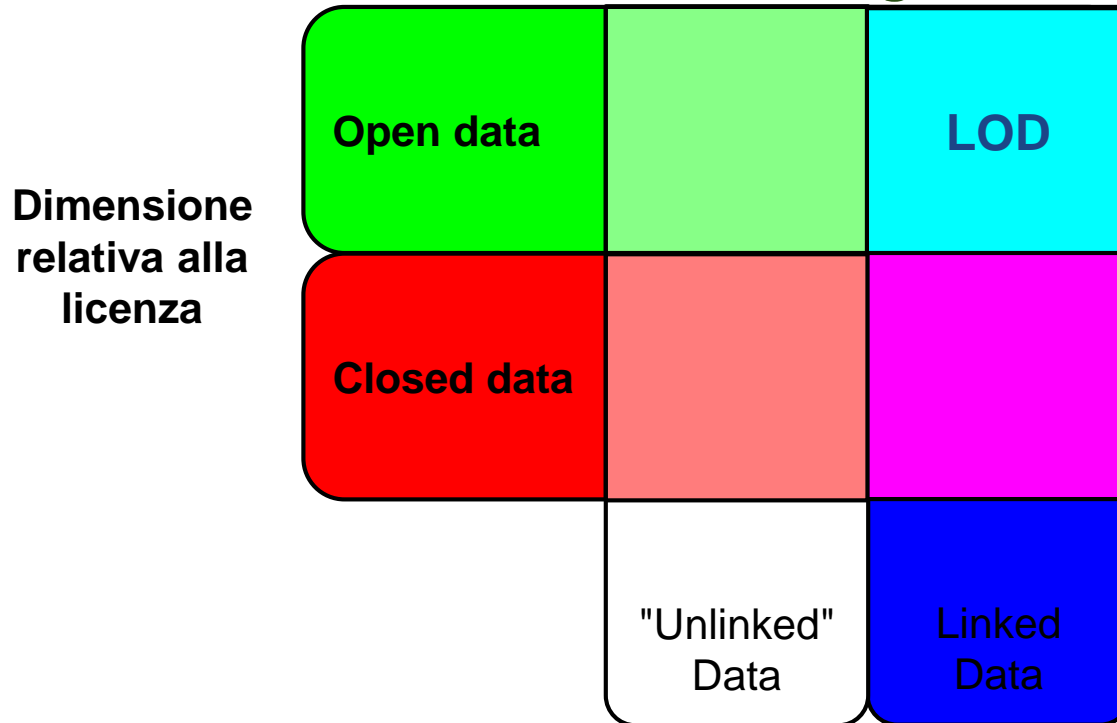 Open data
LOD
Dimensione
relativa alla
licenza
Closed data
"Unlinked"
Data
Linked
Data